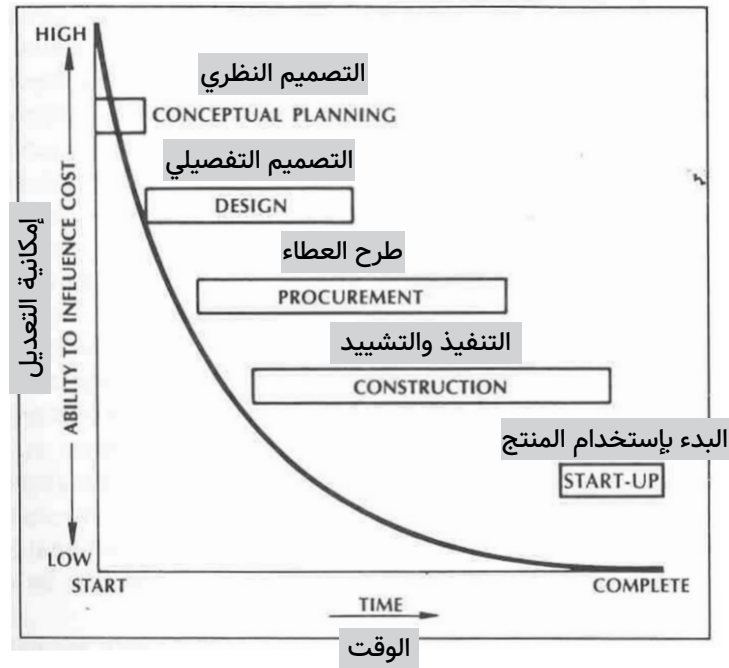 HIGH
التصميم النظري
CONCEPTUAL PLANNING
التصميم التفصيلي
DESIGN
طرح العطاء
PROCUREMENT
التنفيذ والتشييد
CONSTRUCTION
البدء بإستخدام المنتج
START-UP
إمكانية التعديل
ABILITY TO INFLUENCE COST
LOW
START
COMPLETE
TIME
الوقت